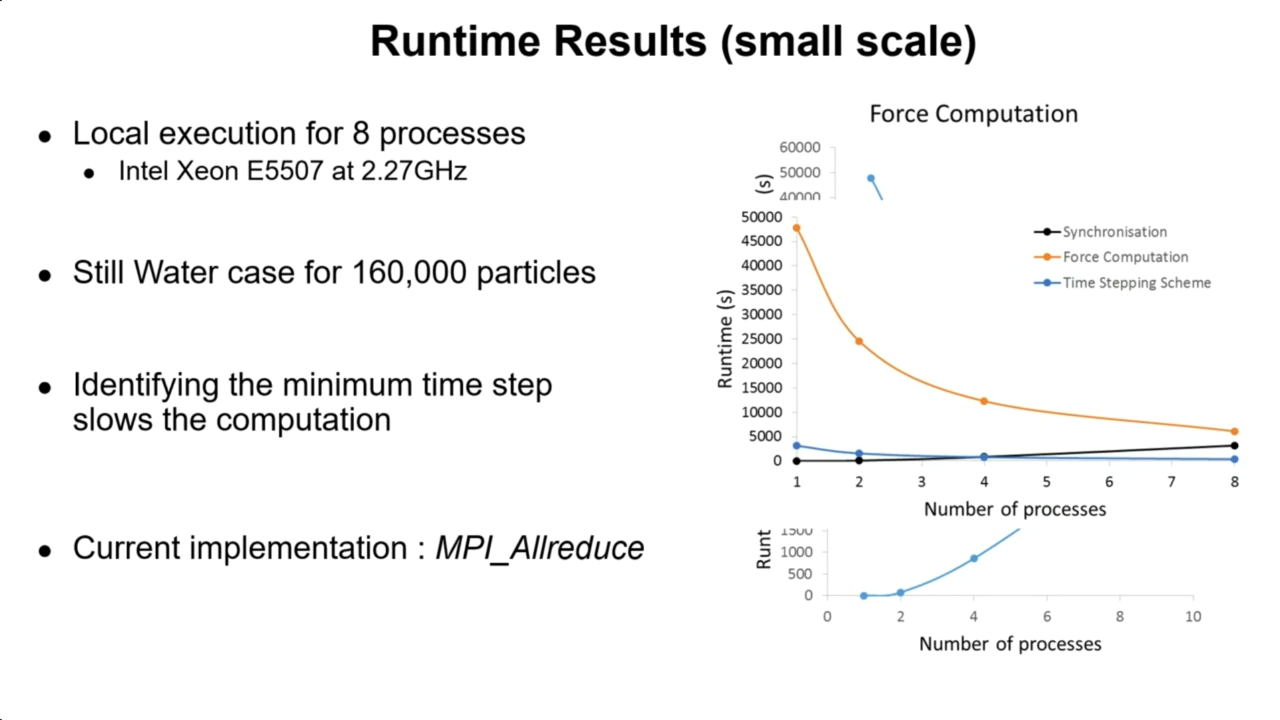 Runtime Results (small scale)
● Local execution for 8 processes
● Intel Xeon E5507 at 2.27GHz
● Still Water case for 160,000 particles
● Identifying the minimum time step
slows the computation
● Current implementation : MPI_Allreduce
Force Computation
60000
50000
40000
(s)
50000
45000
40000
35000
30000
25000
20000
15000
10000
5000
0
Runtime (s)
Synchronisation
Force Computation
Time Stepping Scheme
1 2 3 4 5 6 7 8
Number of processes
1500
1000
500
0
Runt
0 2 4 6 8 10
Number of processes